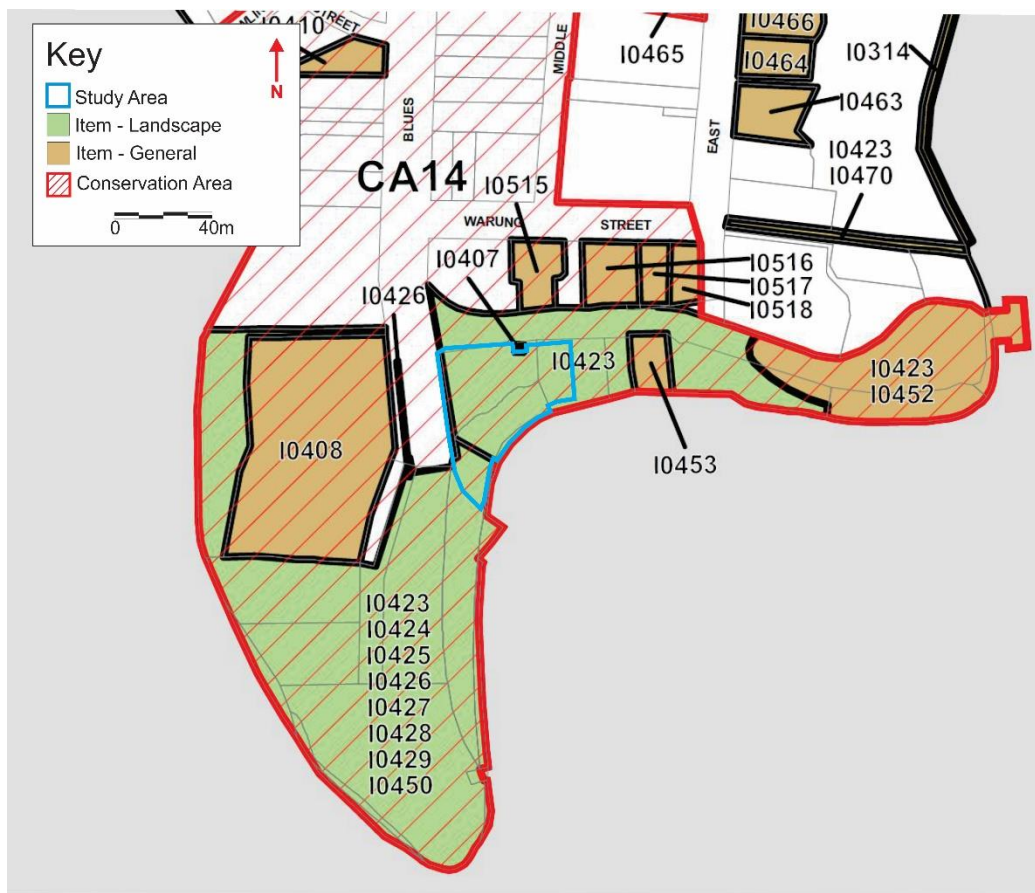 STREET
I0410
Key
N
Study Area
Item - Landscape
Item - General
Conservation Area
0 40m
BLUES
MIDDLE
EAST
I0465
I0466
I0464
I0314
I0463
I0423
I0470
CA14
I0515
WARUNG STREET
I0407
I0516
I0517
I0518
I0426
I0423
I0423
I0452
I0408
I0453
I0423
I0424
I0425
I0426
I0427
I0428
I0429
I0450